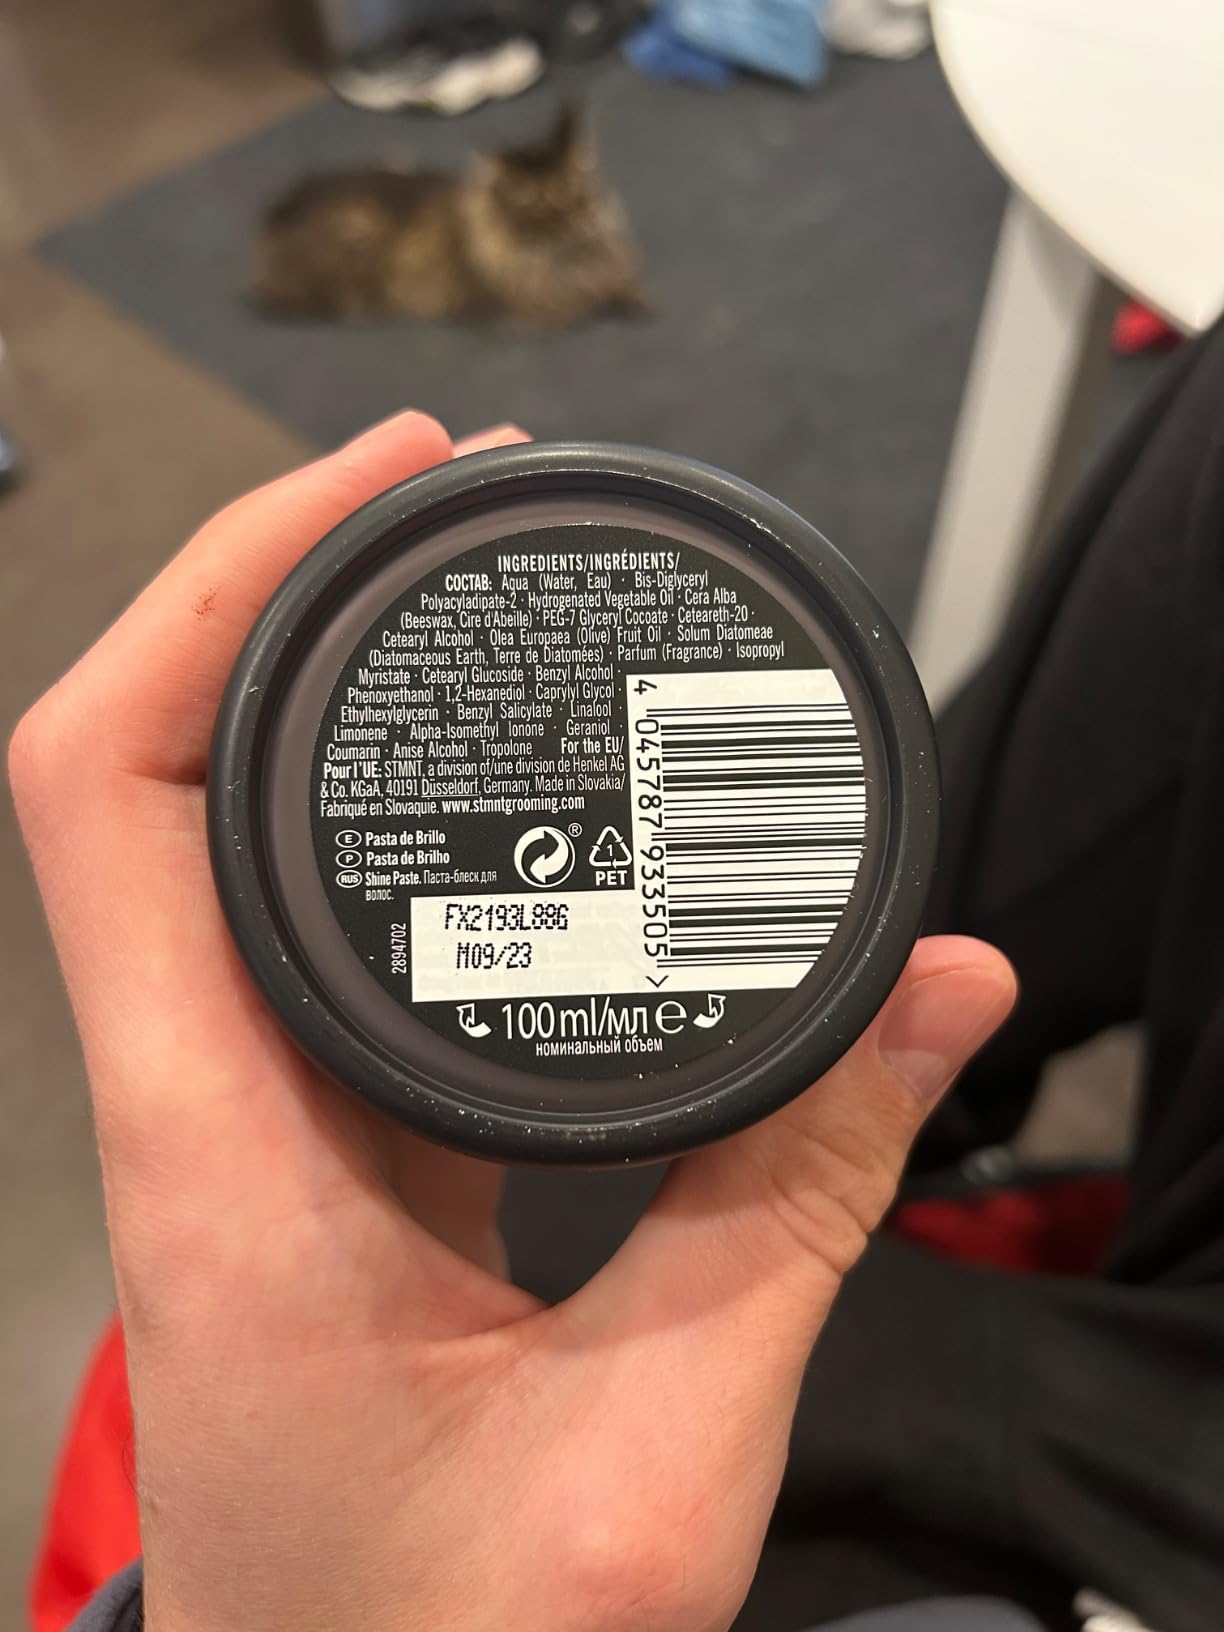 INGREDIENTS/INGRÉDIENTS/
СОСТАВ: Aqua (Water, Eau) · Bis-Diglyceryl
Polyacyladipate-2 · Hydrogenated Vegetable Oil · Cera Alba
(Beeswax, Cire d'Abeille) · PEG-7 Glyceryl Cocoate · Ceteareth-20 ·
Cetearyl Alcohol · Olea Europaea (Olive) Fruit Oil · Solum Diatomeae
(Diatomaceous Earth, Terre de Diatomées) · Parfum (Fragrance) · Isopropyl
Myristate · Cetearyl Glucoside · Benzyl Alcohol ·
Phenoxyethanol · 1,2-Hexanediol · Caprylyl Glycol ·
Ethylhexylglycerin · Benzyl Salicylate · Linalool ·
Limonene · Alpha-Isomethyl Ionone · Geraniol ·
Coumarin · Anise Alcohol · Tropolone For the EU/
Pour l'UE: STMNT, a division of/une division de Henkel AG
& Co. KGaA, 40191 Düsseldorf, Germany. Made in Slovakia/
Fabriqué en Slovaquie. www.stmntgrooming.com
E Pasta de Brillo
P Pasta de Brilho
RUS Shine Paste. Паста-блеск для
волос.
1
PET
®
4 045787 933505 >
FX2193L886
M09/23
2894702
100 ml/мл e
номинальный объем